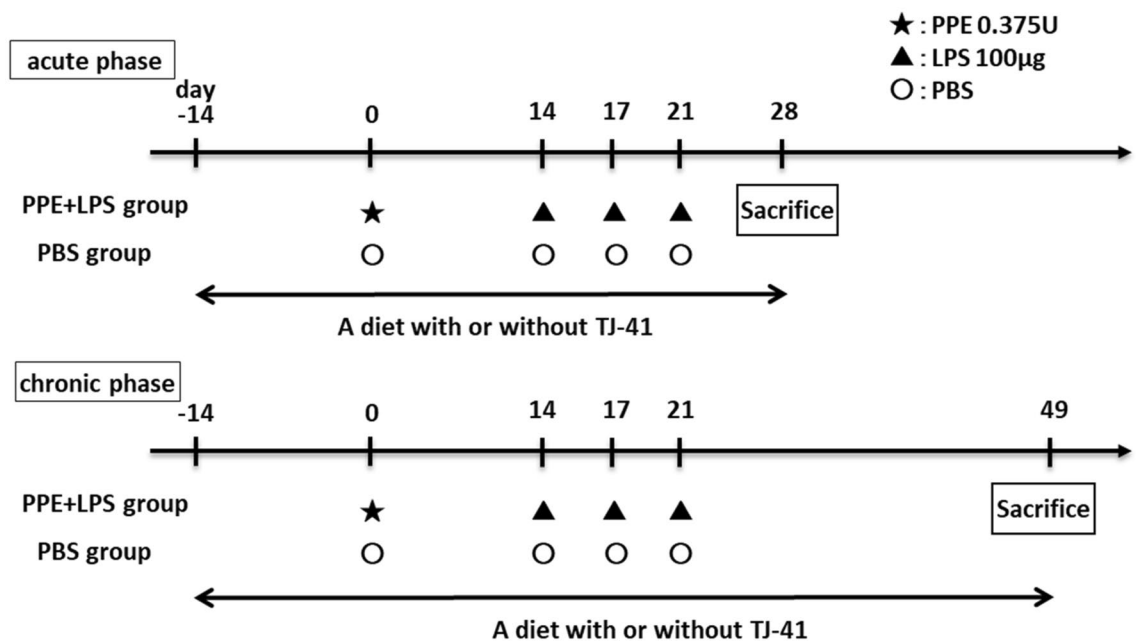 ★ : PPE 0.375U
▲ : LPS 100μg
○ : PBS
acute phase
day
-14 0 14 17 21 28
PPE+LPS group
Sacrifice
PBS group
A diet with or without TJ-41
chronic phase
-14 0 14 17 21 49
PPE+LPS group
Sacrifice
PBS group
A diet with or without TJ-41